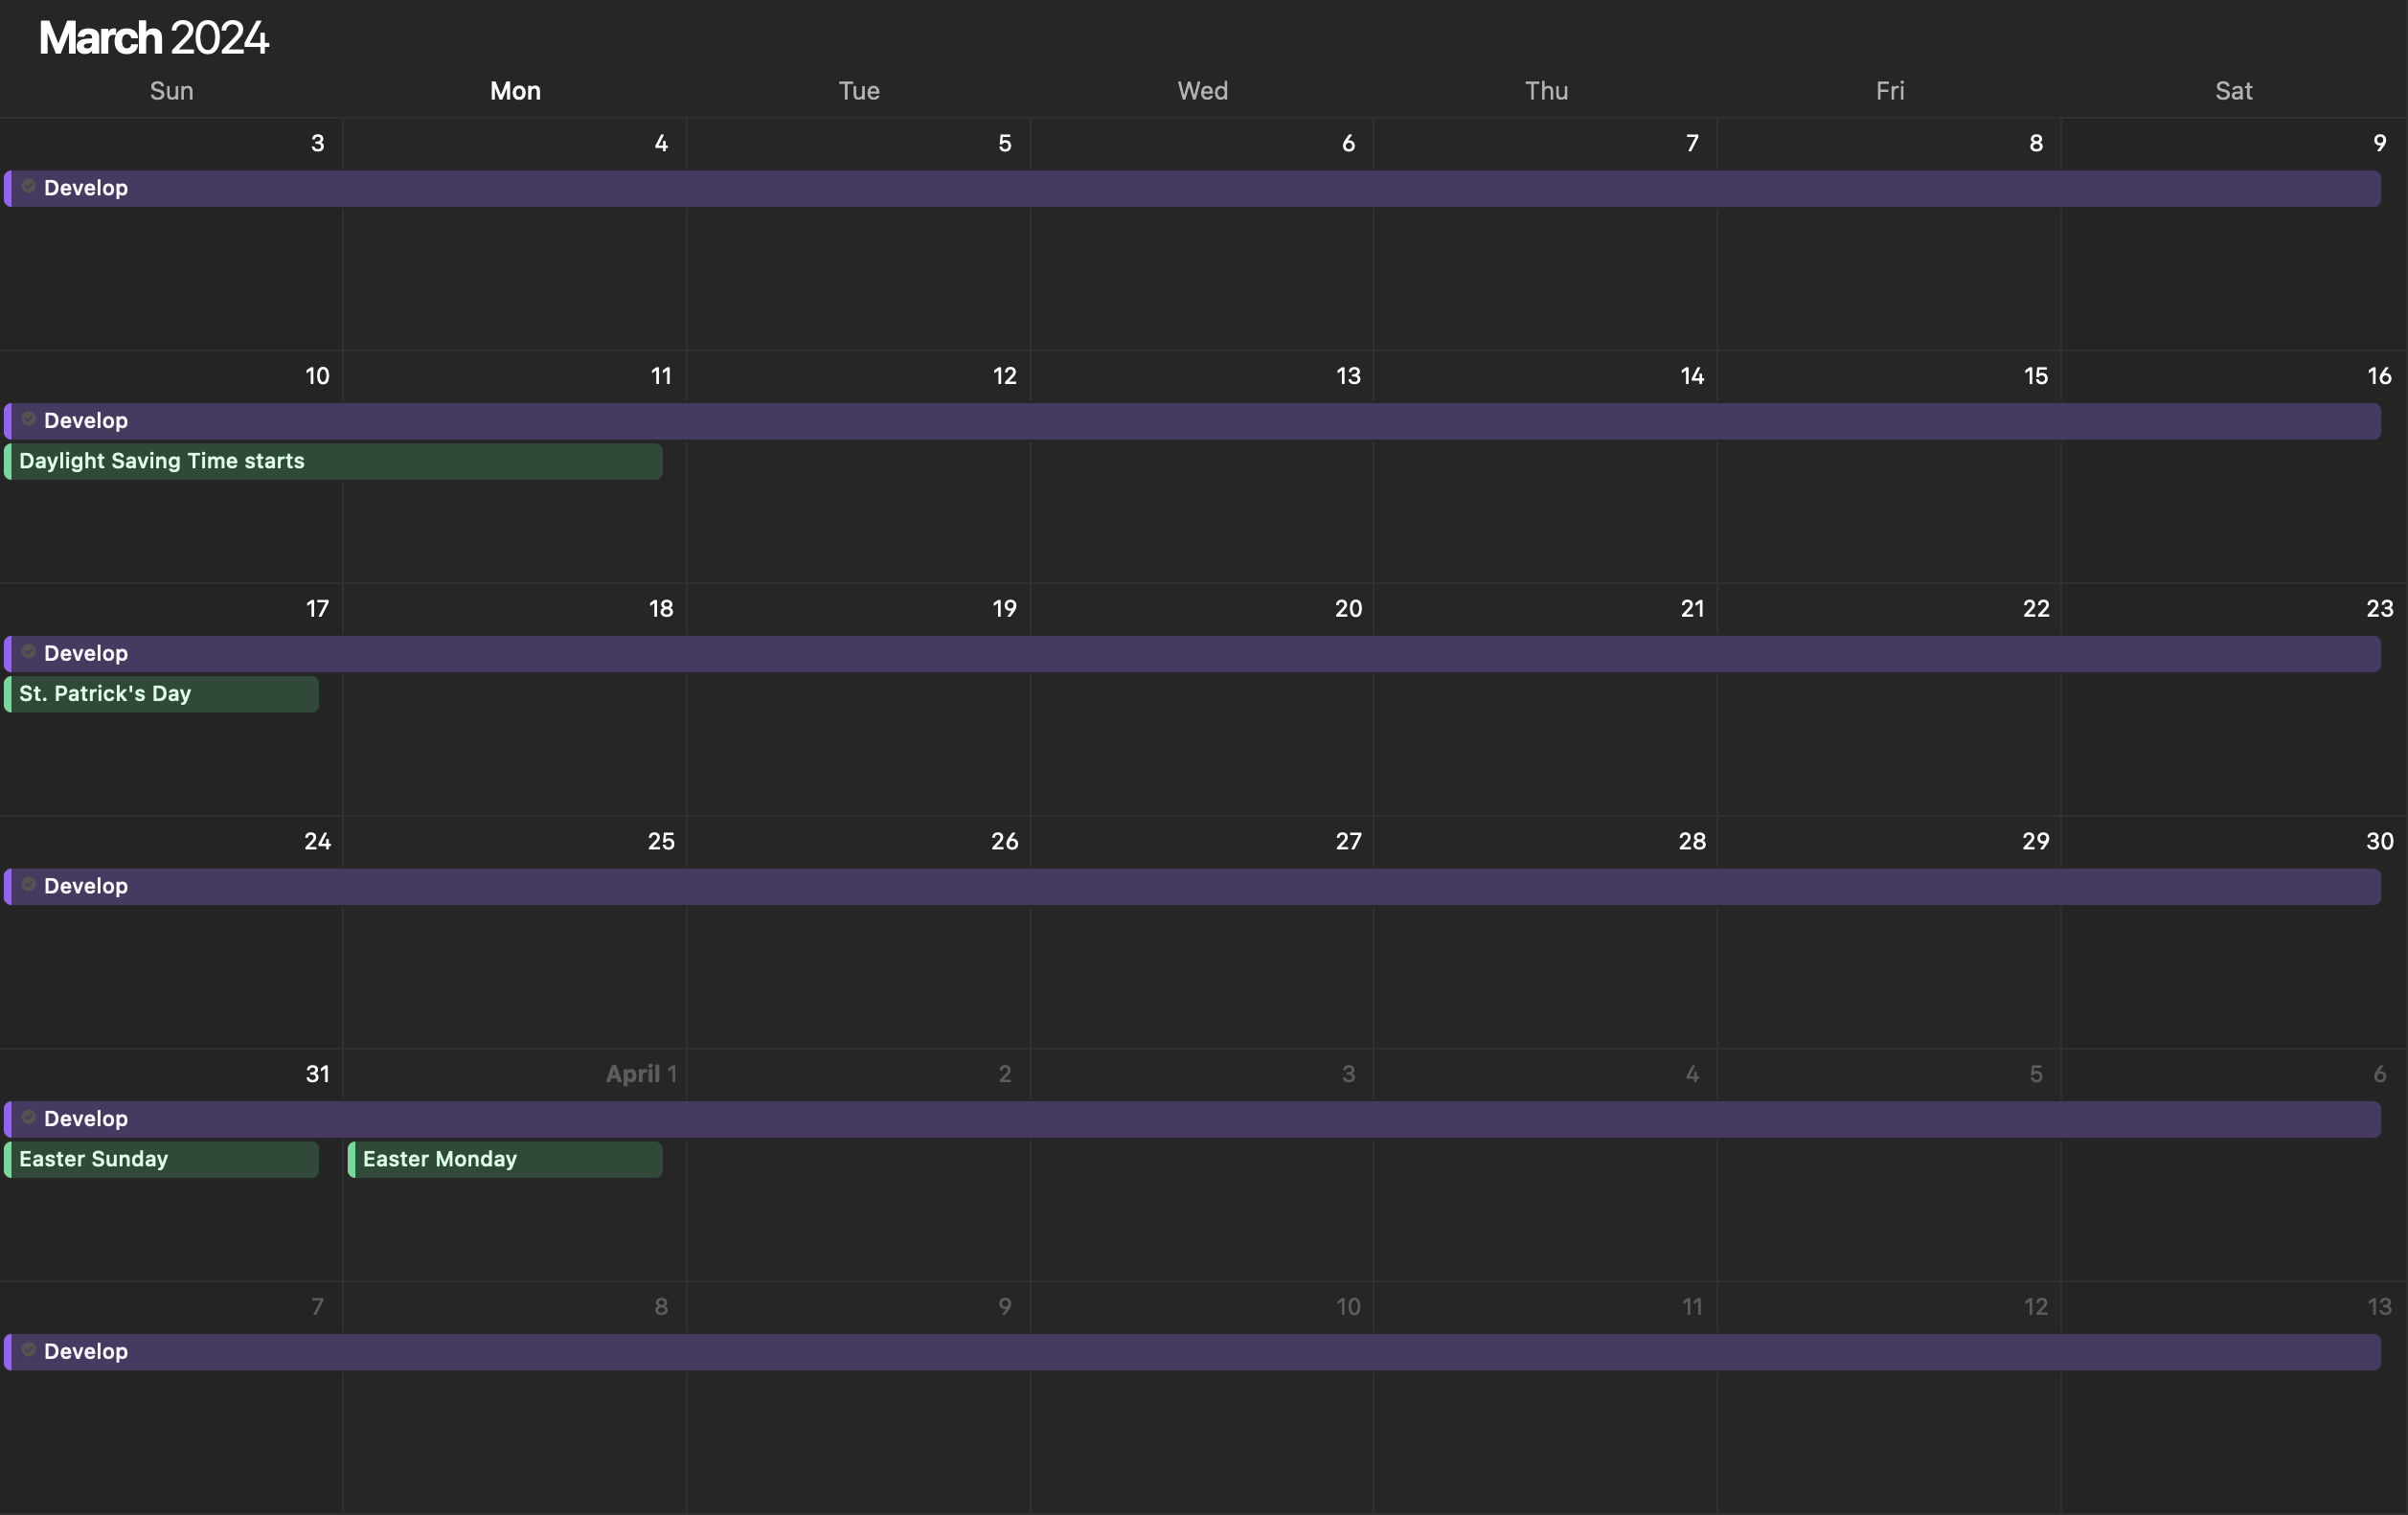 March 2024
Sun Mon Tue Wed Thu Fri Sat
3 4 5 6 7 8 9
Develop
10 11 12 13 14 15 16
Develop
Daylight Saving Time starts
17 18 19 20 21 22 23
Develop
St. Patrick's Day
24 25 26 27 28 29 30
Develop
31 April 1 2 3 4 5 6
Develop
Easter Sunday Easter Monday
7 8 9 10 11 12 13
Develop